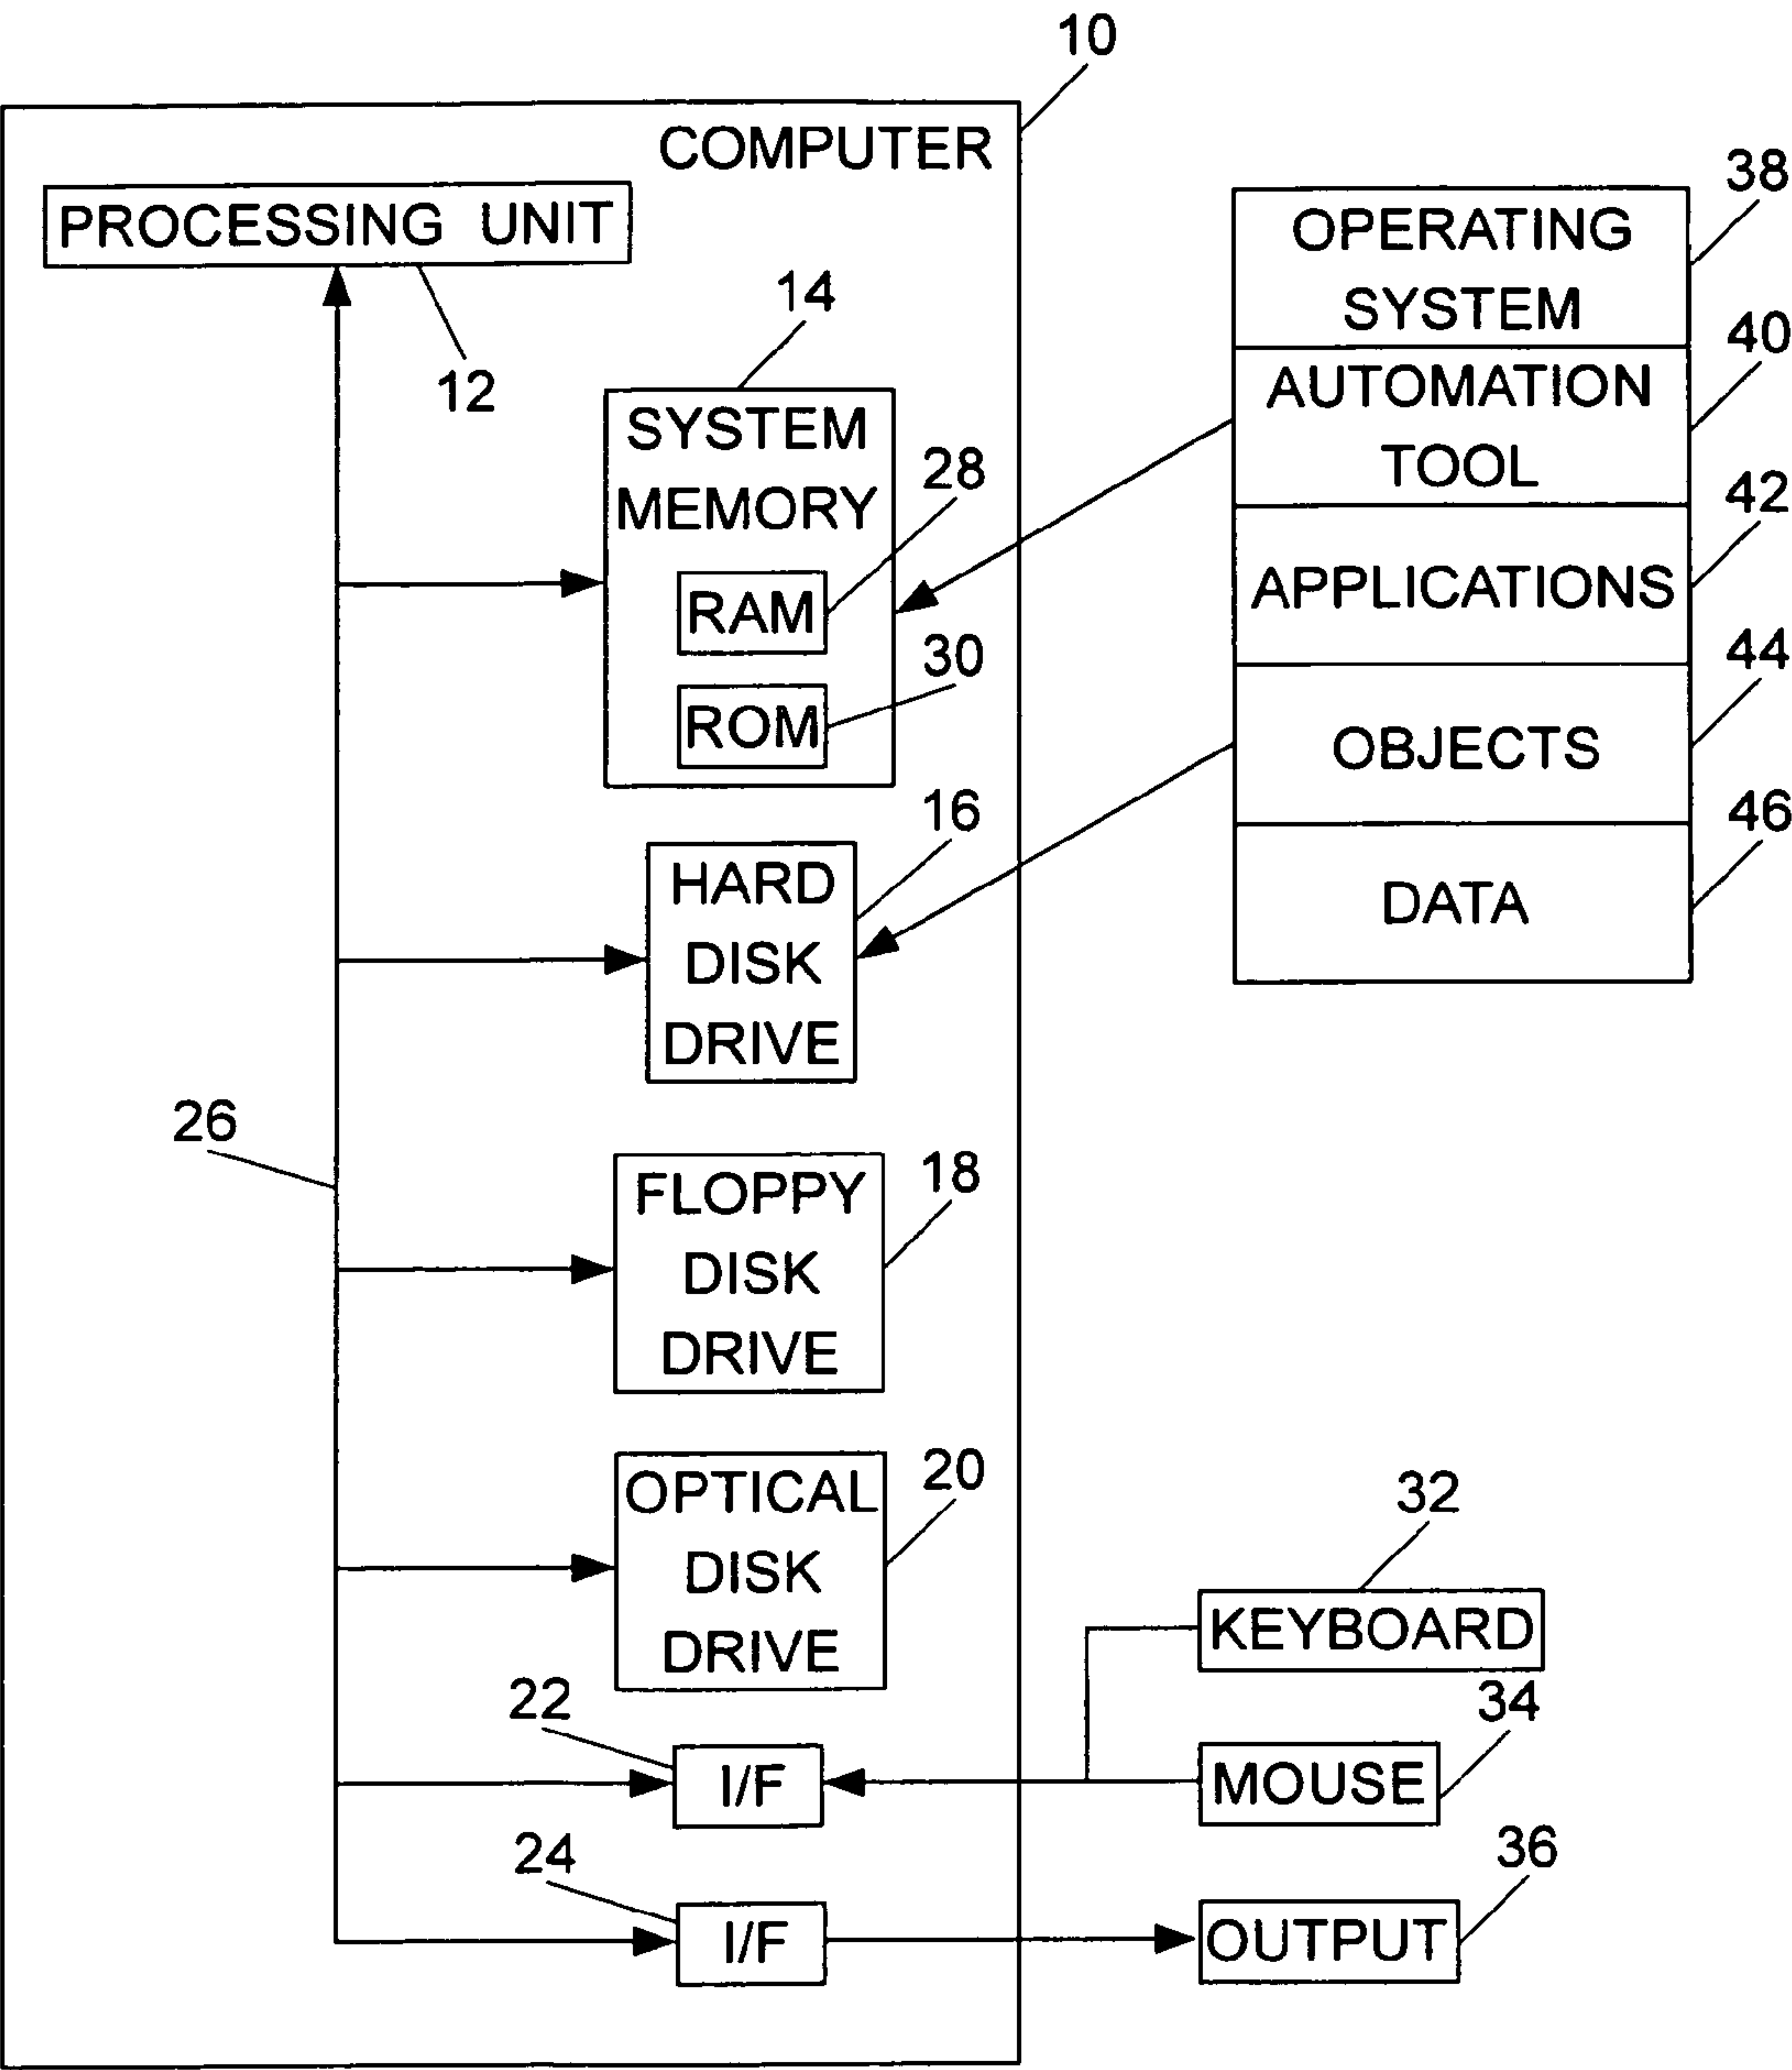 10
COMPUTER
PROCESSING UNIT
12
14
SYSTEM
MEMORY
28
RAM
30
ROM
16
HARD
DISK
DRIVE
26
18
FLOPPY
DISK
DRIVE
20
OPTICAL
DISK
DRIVE
22
I/F
24
I/F
38
OPERATING
SYSTEM
40
AUTOMATION
TOOL
42
APPLICATIONS
44
OBJECTS
46
DATA
32
KEYBOARD
34
MOUSE
36
OUTPUT